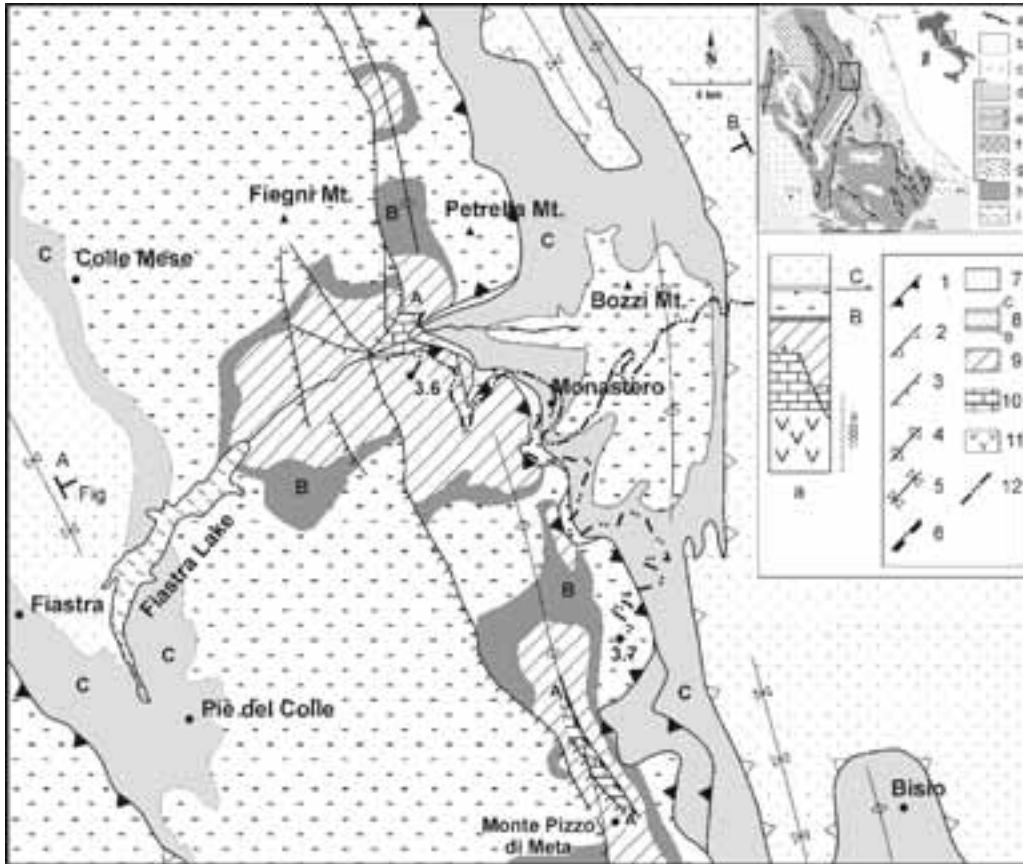 N
B
Fiegni Mt.
B
Petrella Mt.
C
C
Colle Mese
A
Bozzi Mt.
3.6
Monastero
A
Fig
B
Fiastra Lake
Fiastra
C
C
Piè del Colle
B
3.7
A
C
Monte Pizzo
di Meta
Bisio
C
B
a
1
2
3
4
5
6
7
8
9
10
11
12